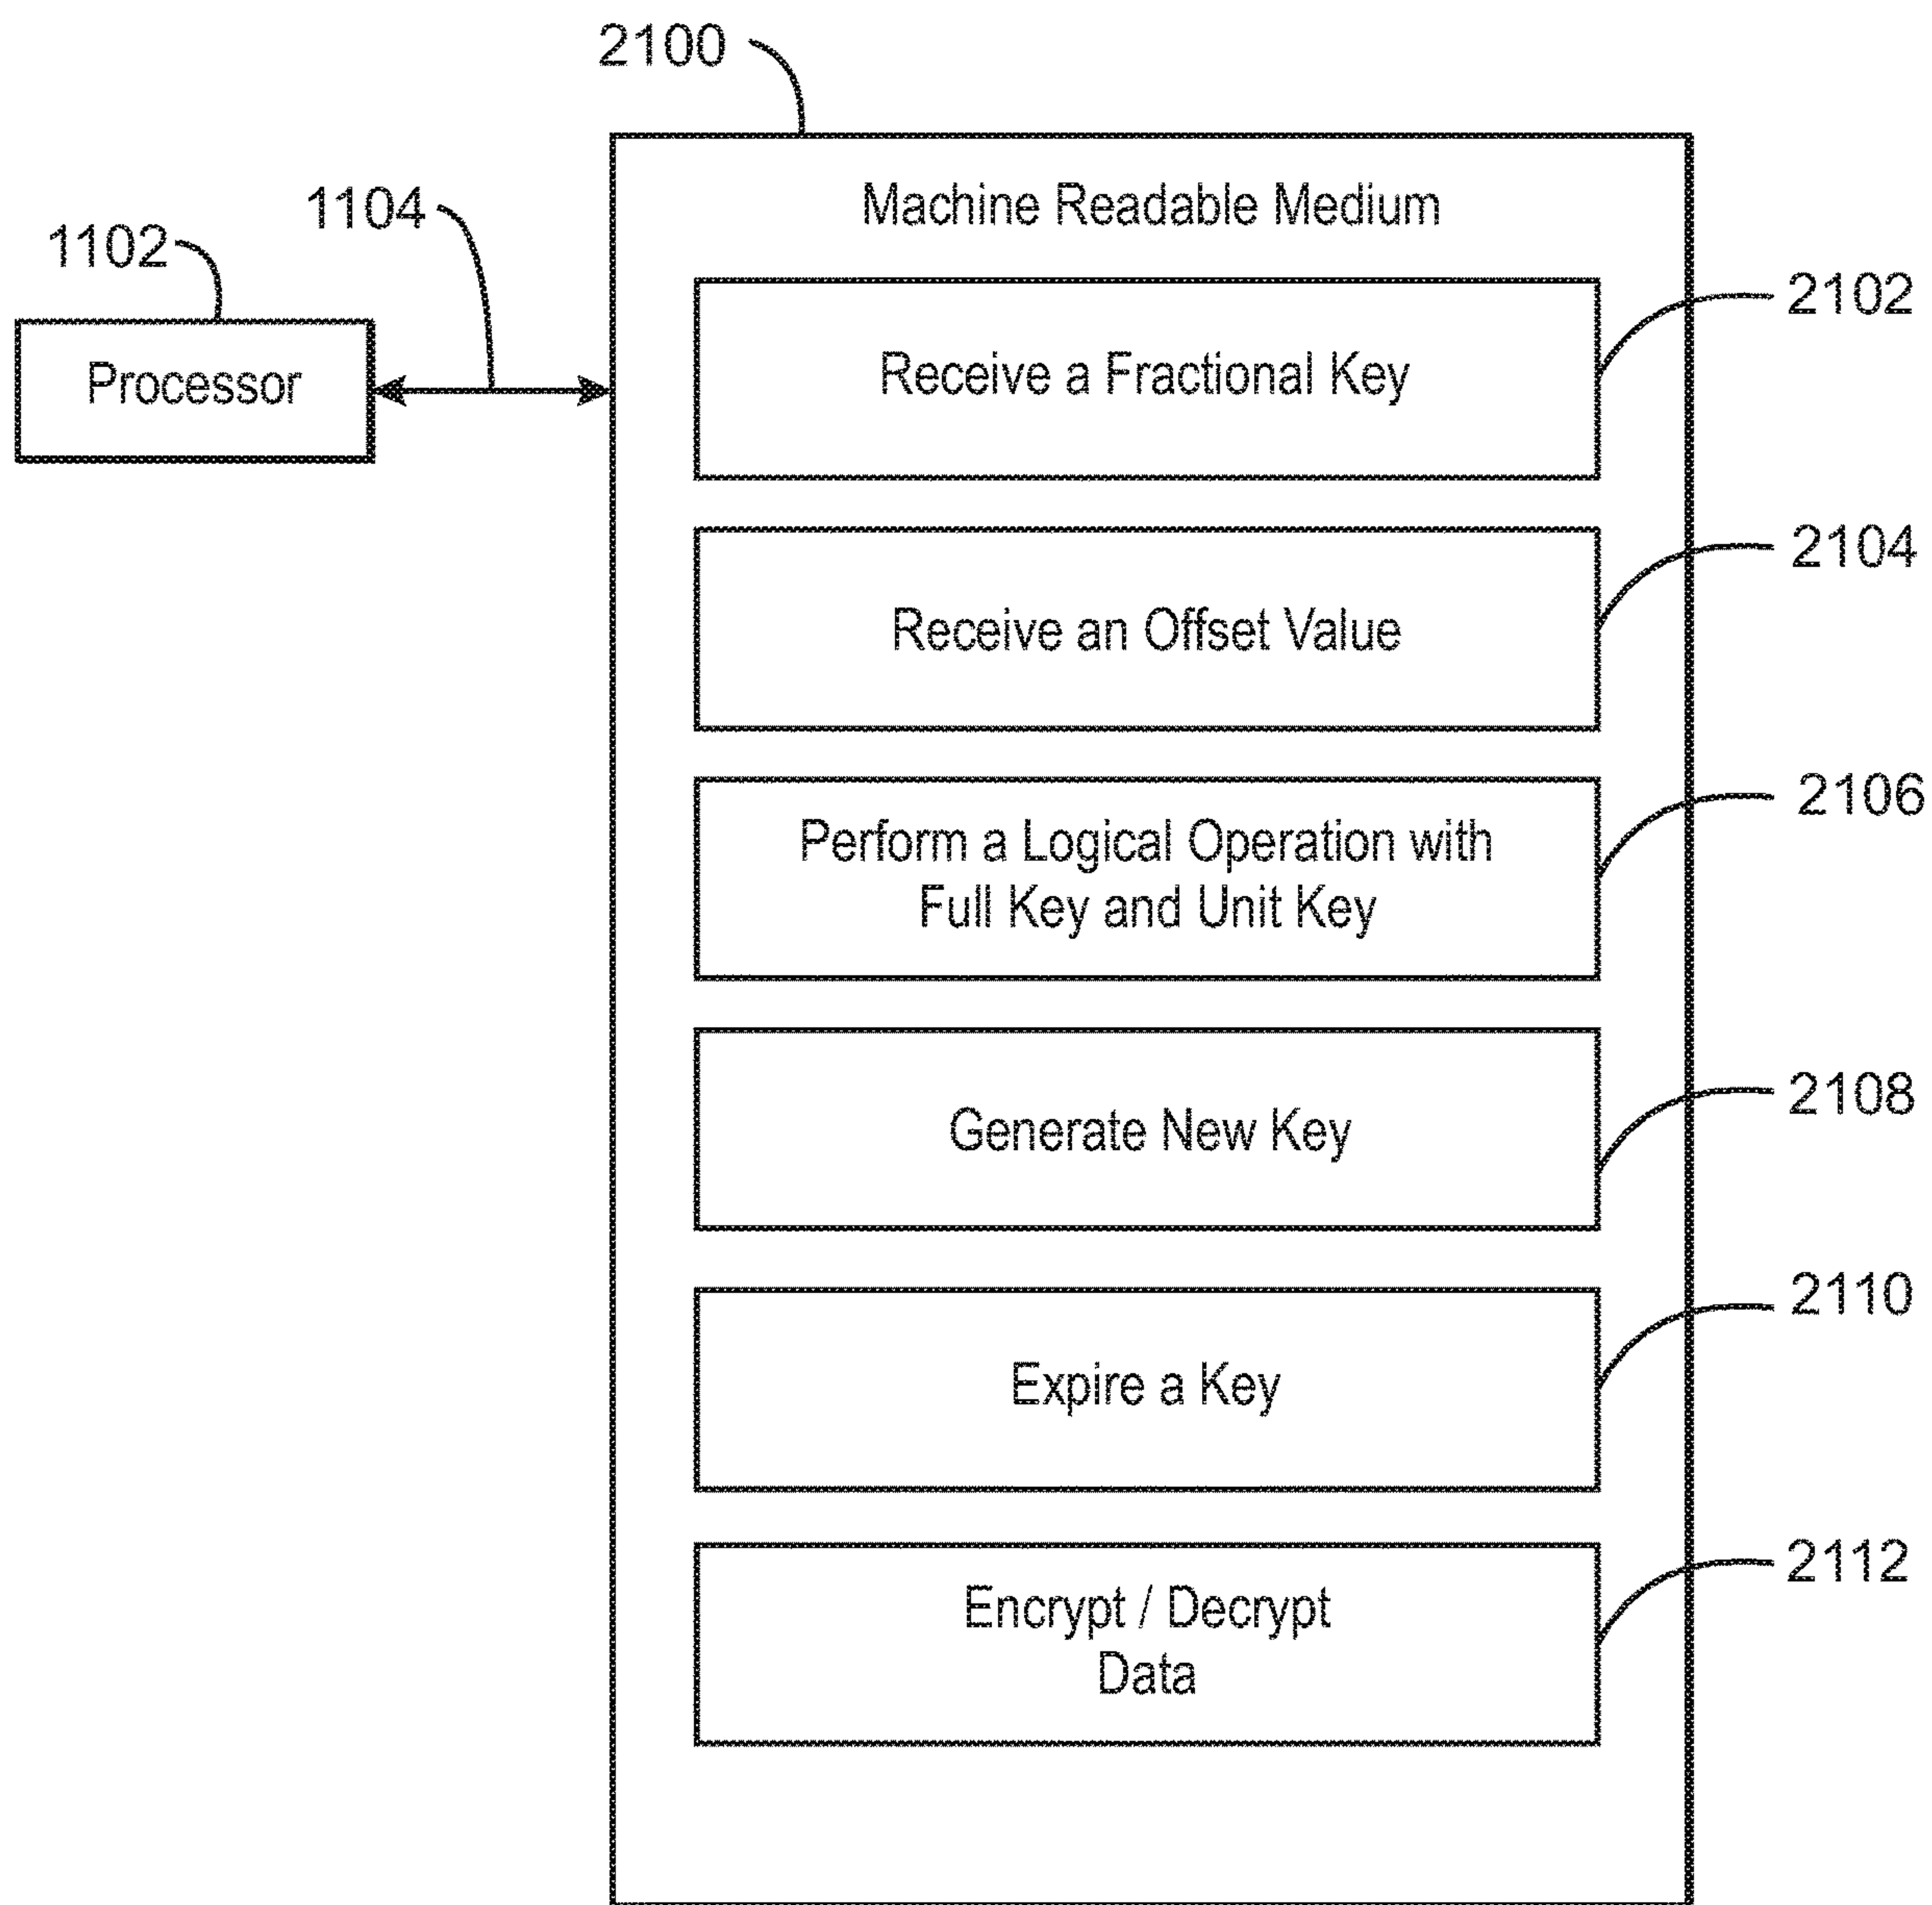 2100
Machine Readable Medium
1104
1102
2102
Processor
Receive a Fractional Key
2104
Receive an Offset Value
2106
Perform a Logical Operation with
Full Key and Unit Key
2108
Generate New Key
2110
Expire a Key
2112
Encrypt / Decrypt
Data